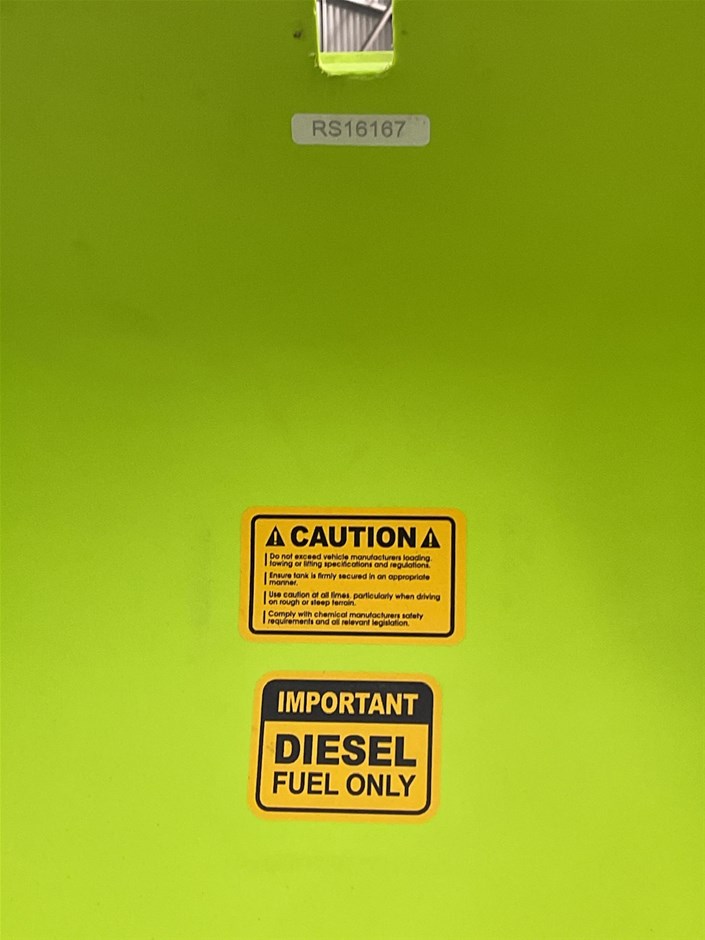 RS16167
CAUTION
Do not exceed vehicle manufacturers loading,
towing or lifting specifications and regulations.
Ensure tank is firmly secured in an appropriate
manner.
Use caution at all times, particularly when driving
on rough or steep terrain.
Comply with chemical manufacturers safety
requirements and all relevant legislation.
IMPORTANT
DIESEL
FUEL ONLY